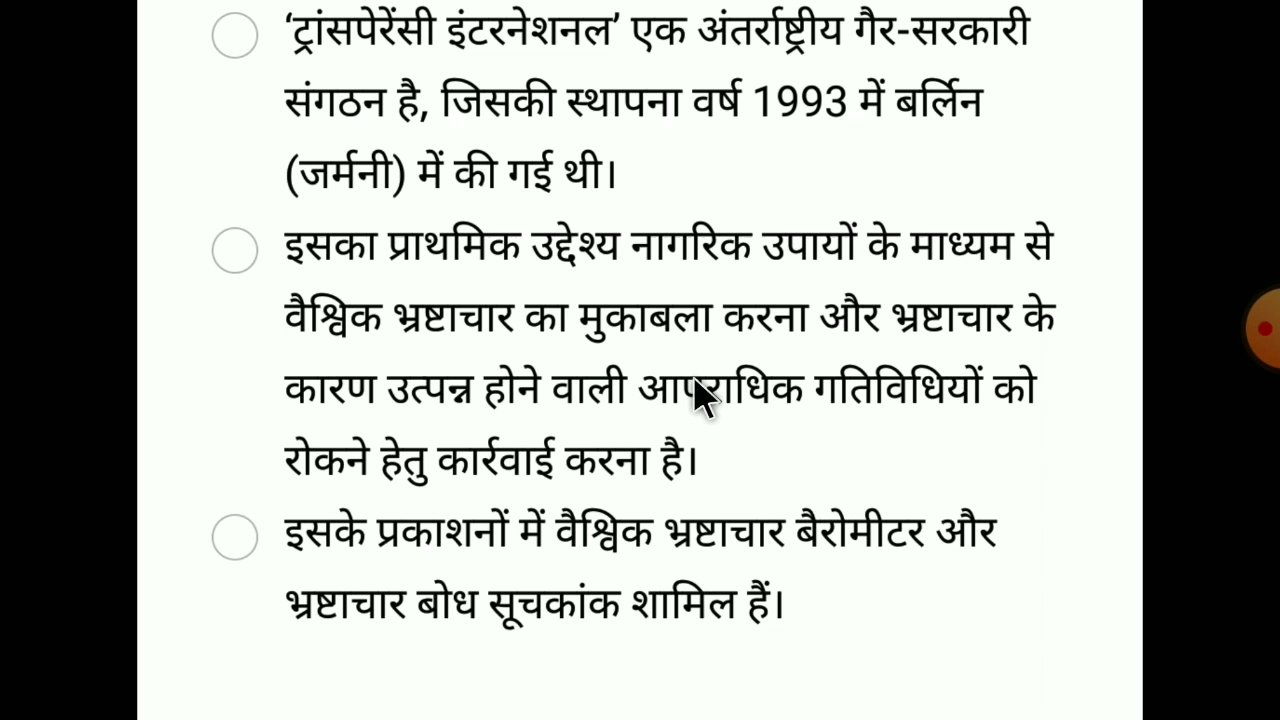 ‘ट्रांसपेरेंसी इंटरनेशनल’ एक अंतर्राष्ट्रीय गैर-सरकारी
संगठन है, जिसकी स्थापना वर्ष 1993 में बर्लिन
(जर्मनी) में की गई थी।
इसका प्राथमिक उद्देश्य नागरिक उपायों के माध्यम से
वैश्विक भ्रष्टाचार का मुकाबला करना और भ्रष्टाचार के
कारण उत्पन्न होने वाली आपराधिक गतिविधियों को
रोकने हेतु कार्रवाई करना है।
इसके प्रकाशनों में वैश्विक भ्रष्टाचार बैरोमीटर और
भ्रष्टाचार बोध सूचकांक शामिल हैं।